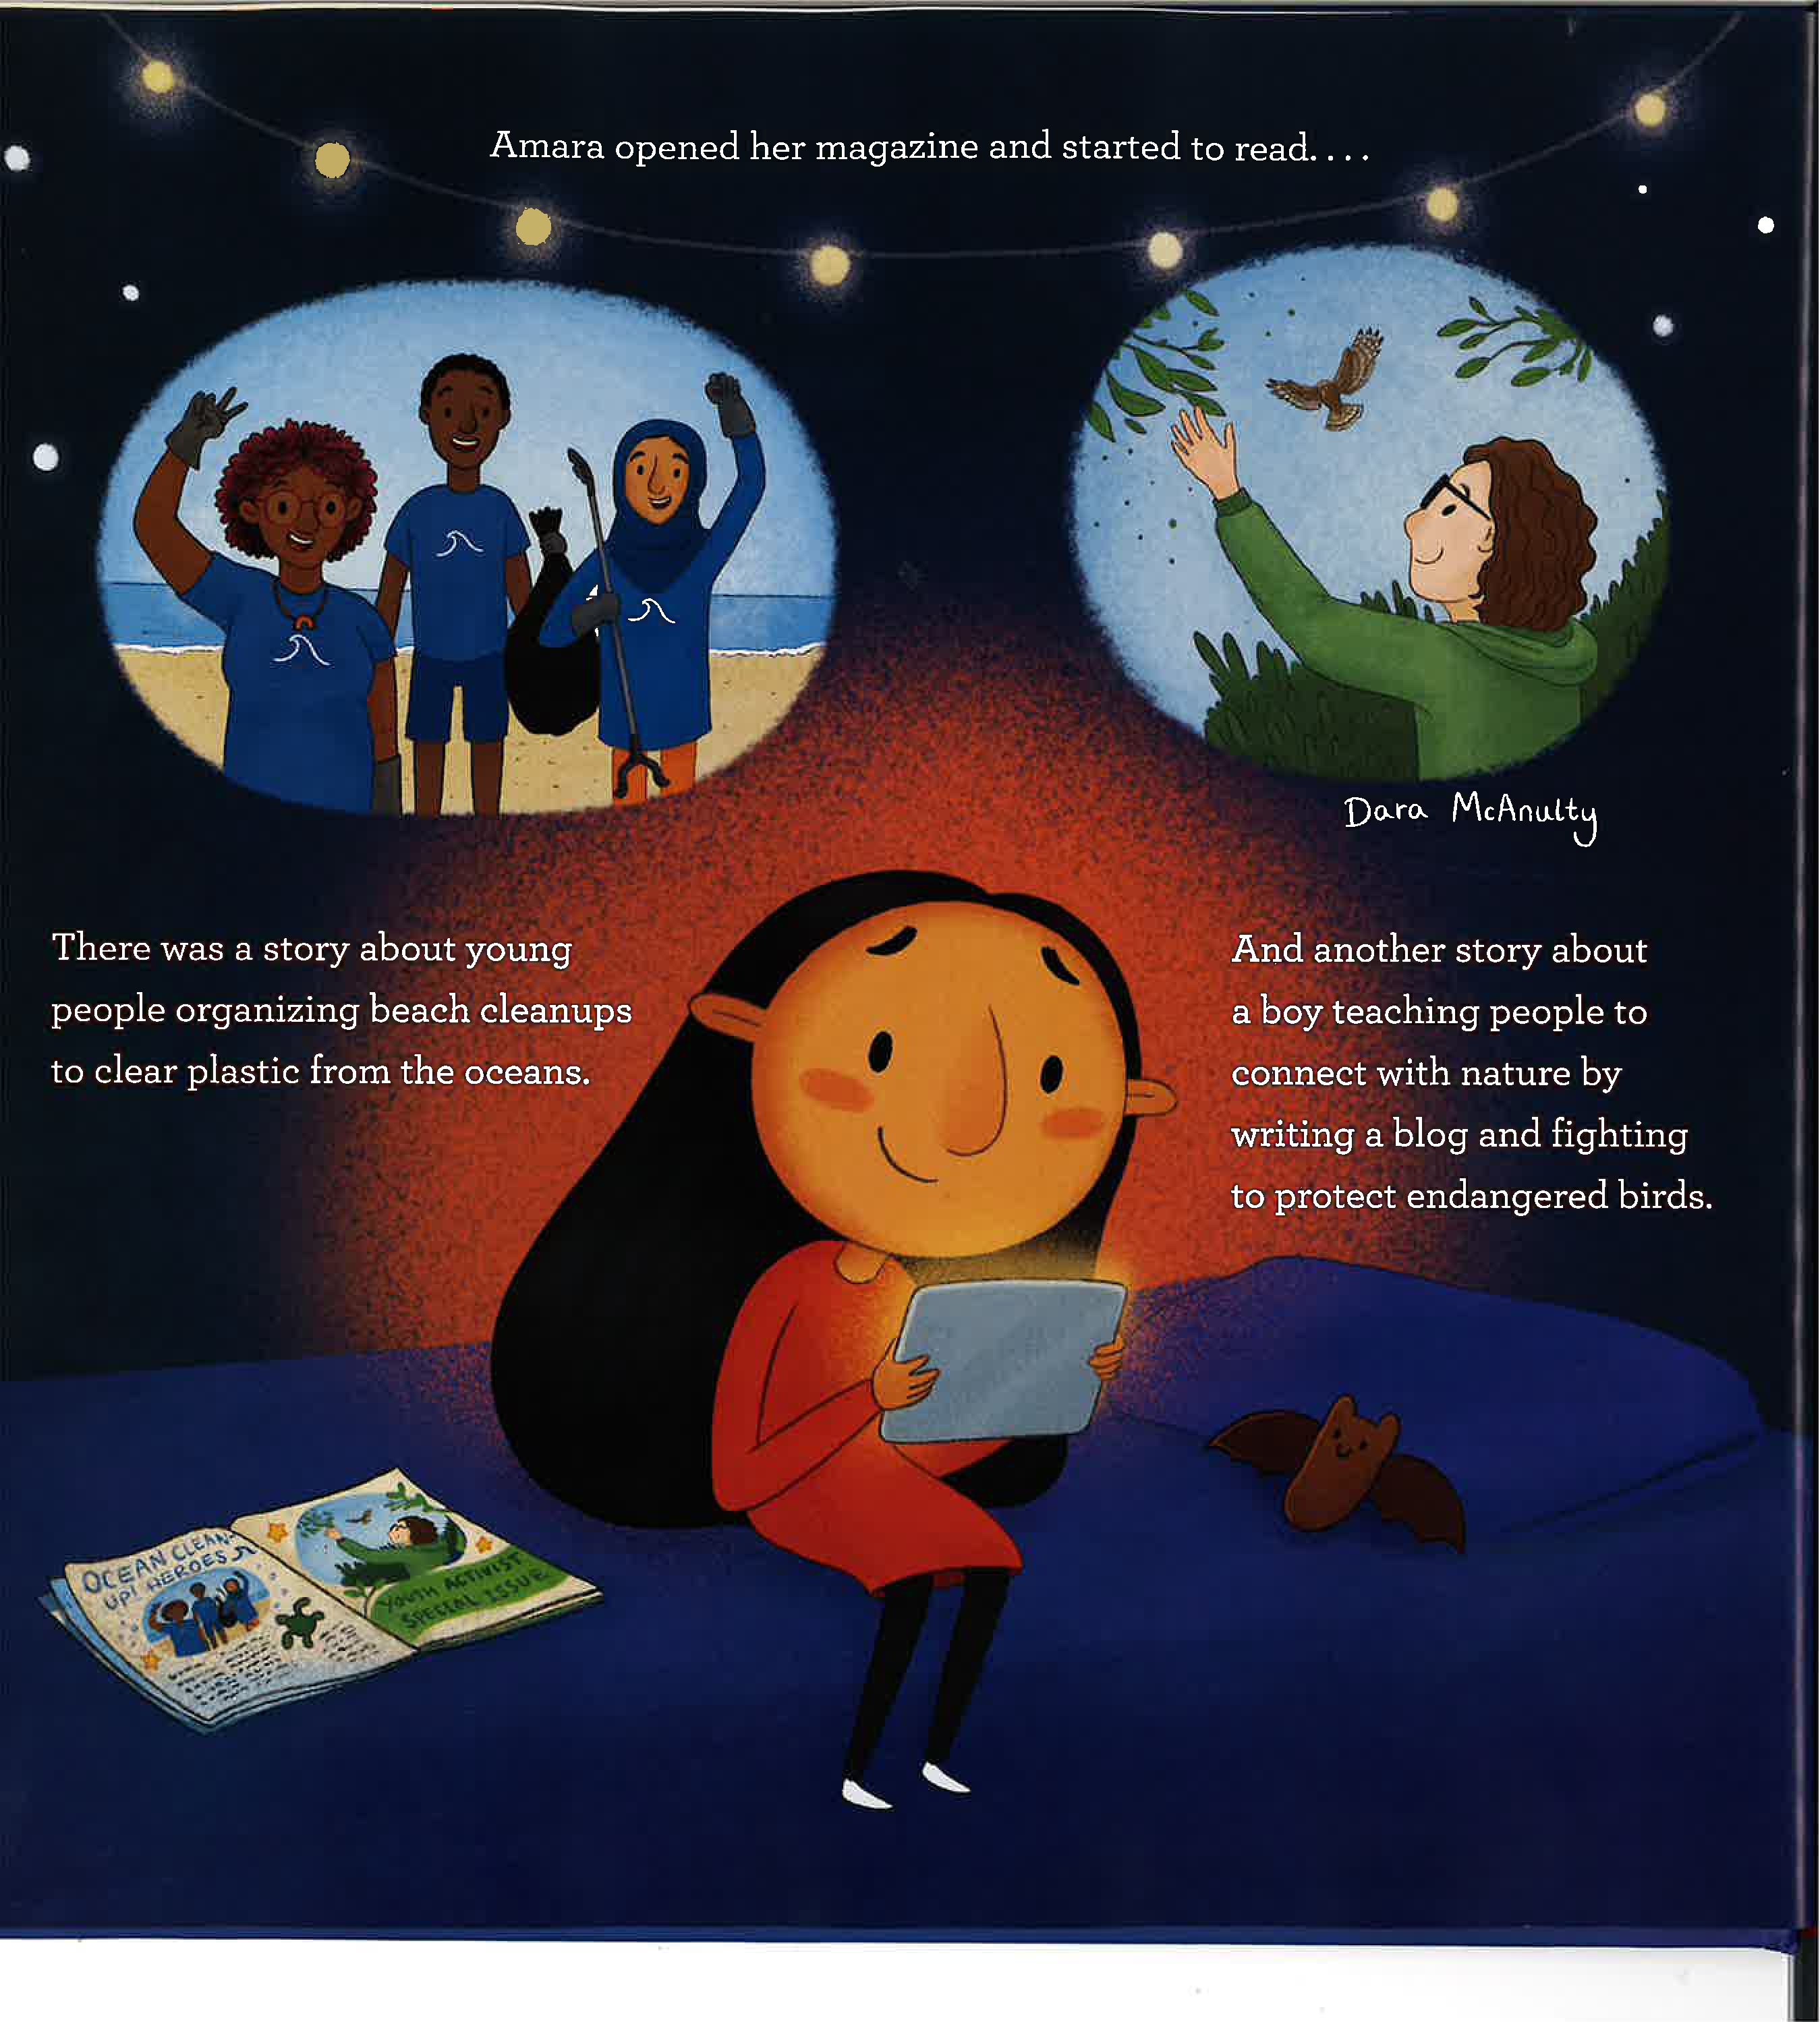 Amara opened her magazine and started to read. . . .
Dara McAnulty
There was a story about young
people organizing beach cleanups
to clear plastic from the oceans.
And another story about
a boy teaching people to
connect with nature by
writing a blog and fighting
to protect endangered birds.
OCEAN CLEAN-
UP! HEROES
YOUTH ACTIVIST
SPECIAL ISSUE